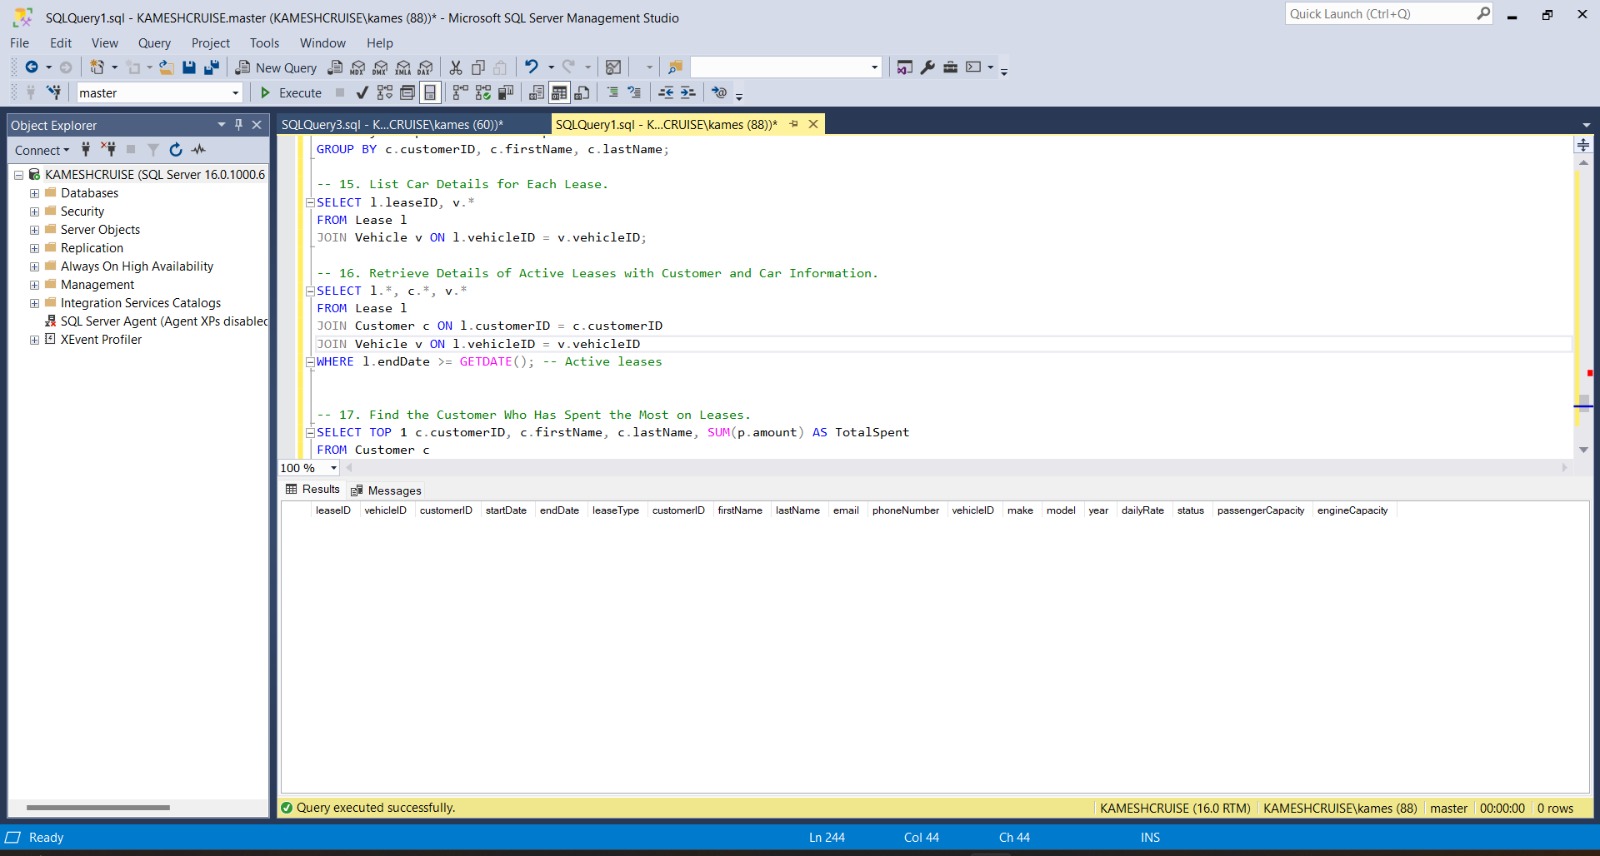 SQLQuery1.sql - KAMESHCRUISE.master (KAMESHCRUISE\kames (88))* - Microsoft SQL Server Management Studio
Quick Launch (Ctrl+Q)
File Edit View Query Project Tools Window Help
New Query MDX DMX XMLA DAX
master Execute
Object Explorer
SQLQuery3.sql - K...CRUISE\kames (60))*
SQLQuery1.sql - K...CRUISE\kames (88))*
Connect
KAMESHCRUISE (SQL Server 16.0.1000.6
Databases
Security
Server Objects
Replication
Always On High Availability
Management
Integration Services Catalogs
SQL Server Agent (Agent XPs disabled
XEvent Profiler
GROUP BY c.customerID, c.firstName, c.lastName;
-- 15. List Car Details for Each Lease.
SELECT l.leaseID, v.*
FROM Lease l
JOIN Vehicle v ON l.vehicleID = v.vehicleID;
-- 16. Retrieve Details of Active Leases with Customer and Car Information.
SELECT l.*, c.*, v.*
FROM Lease l
JOIN Customer c ON l.customerID = c.customerID
JOIN Vehicle v ON l.vehicleID = v.vehicleID
WHERE l.endDate >= GETDATE(); -- Active leases
-- 17. Find the Customer Who Has Spent the Most on Leases.
SELECT TOP 1 c.customerID, c.firstName, c.lastName, SUM(p.amount) AS TotalSpent
FROM Customer c
100 %
Results Messages
leaseID vehicleID customerID startDate endDate leaseType customerID firstName lastName email phoneNumber vehicleID make model year dailyRate status passengerCapacity engineCapacity
Query executed successfully. KAMESHCRUISE (16.0 RTM) KAMESHCRUISE\kames (88) master 00:00:00 0 rows
Ready Ln 244 Col 44 Ch 44 INS